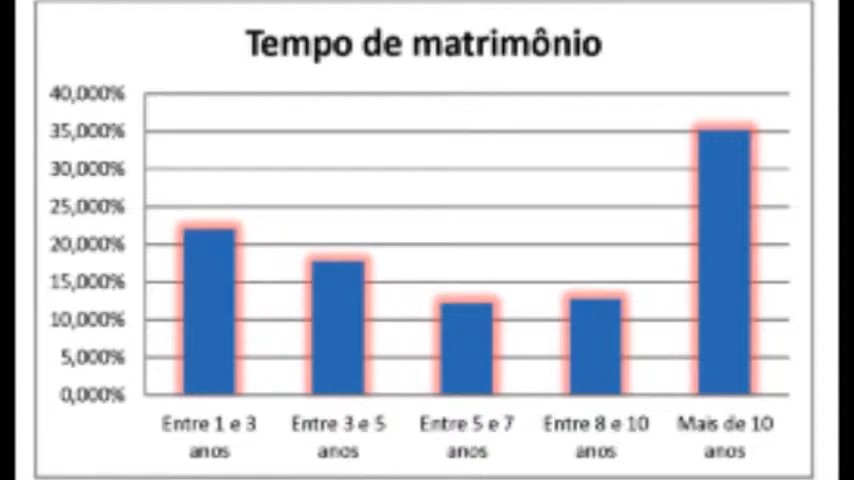 Tempo de matrimônio
40,000%
35,000%
30,000%
25,000%
20,000%
15,000%
10,000%
5,000%
0,000%
Entre 1 e 3 anos
Entre 3 e 5 anos
Entre 5 e 7 anos
Entre 8 e 10 anos
Mais de 10 anos